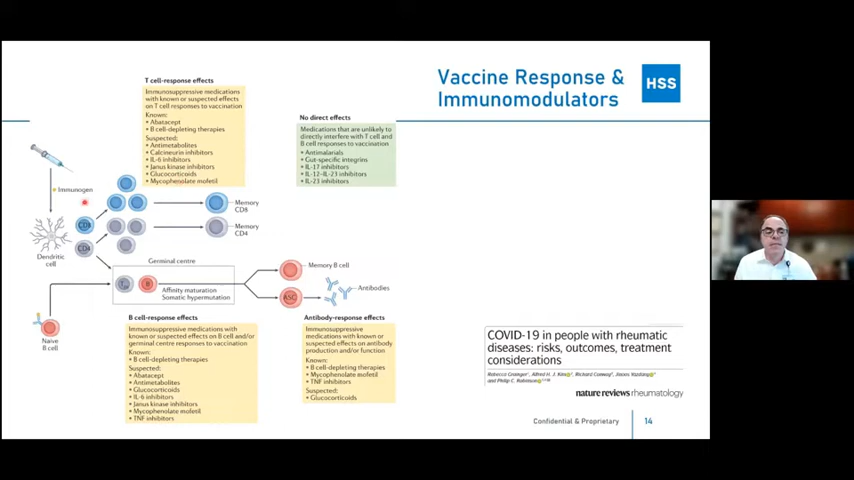 Vaccine Response &
Immunomodulators
HSS
T cell-response effects
Immunosuppressive medications
with known or suspected effects
on T cell responses to vaccination
Known:
• Abatacept
• B cell-depleting therapies
Suspected:
• Antimetabolites
• Calcineurin inhibitors
• IL-6 inhibitors
• Janus kinase inhibitors
• Glucocorticoids
• Mycophenolate mofetil
No direct effects
Medications that are unlikely to
directly interfere with T cell and
B cell responses to vaccination
• Antimalarials
• Gut-specific integrins
• IL-17 inhibitors
• IL-12–IL-23 inhibitors
• IL-23 inhibitors
Immunogen
CD8
CD4
Memory
CD8
Memory
CD4
Dendritic
cell
Germinal centre
B
Affinity maturation
Somatic hypermutation
Memory B cell
ASC
Antibodies
Naive
B cell
B cell-response effects
Immunosuppressive medications with
known or suspected effects on B cell and/or
germinal centre responses to vaccination
Known:
• B cell-depleting therapies
Suspected:
• Abatacept
• Antimetabolites
• Glucocorticoids
• IL-6 inhibitors
• Janus kinase inhibitors
• Mycophenolate mofetil
• TNF inhibitors
Antibody-response effects
Immunosuppressive
medications with known or
suspected effects on antibody
production and/or function
Known:
• B cell-depleting therapies
• Mycophenolate mofetil
• TNF inhibitors
Suspected:
• Glucocorticoids
COVID-19 in people with rheumatic
diseases: risks, outcomes, treatment
considerations
Rebecca Grainger, Alfred H. J. Kim, Richard Conway, Jinoos Yazdany
and Philip C. Robinson
nature reviews rheumatology
Confidential & Proprietary
14